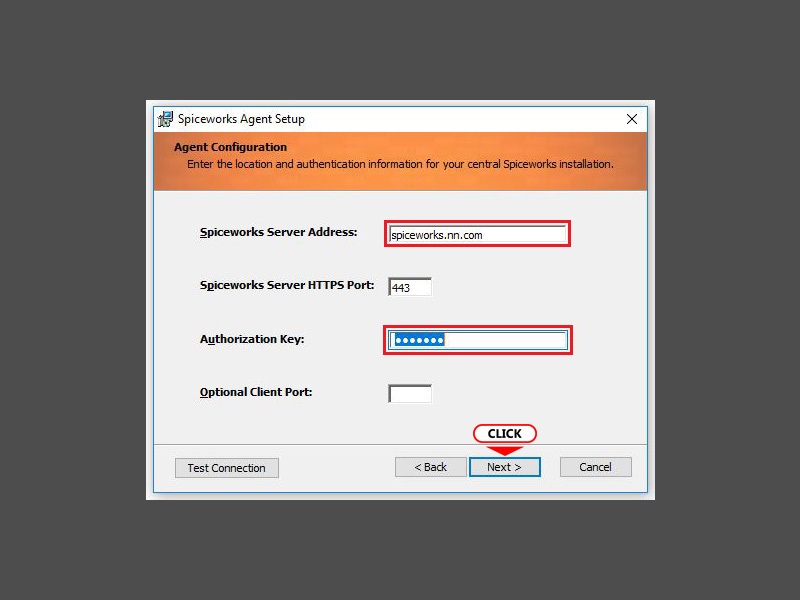 Spiceworks Agent Setup
Agent Configuration
Enter the location and authentication information for your central Spiceworks installation.
Spiceworks Server Address:
spiceworks.nn.com
Spiceworks Server HTTPS Port:
443
Authorization Key:
●●●●●●●
Optional Client Port:
CLICK
Test Connection
< Back
Next >
Cancel